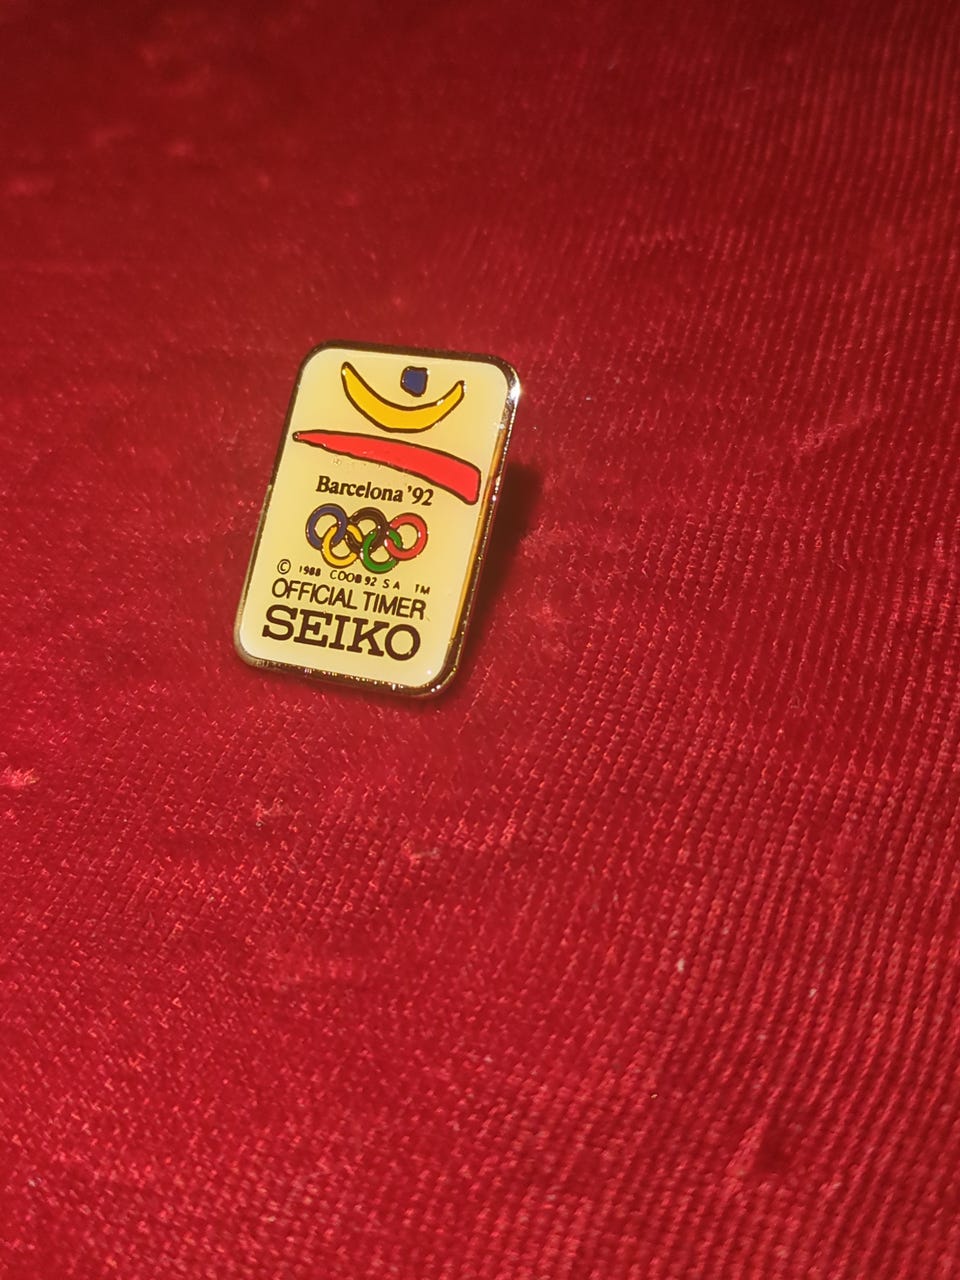 Barcelona '92
© 1988 COOB 92 S A TM
OFFICIAL TIMER
SEIKO